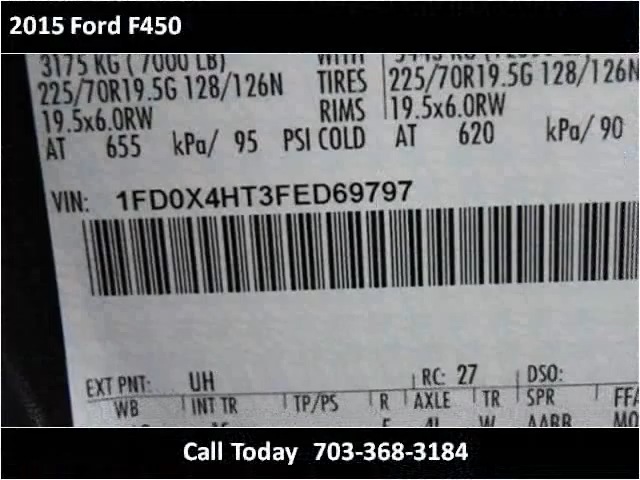 2015 Ford F450
3175 KG ( 7000 LB) WITH
225/70R19.5G 128/126N TIRES 225/70R19.5G 128/126N
19.5x6.0RW RIMS 19.5x6.0RW
AT 655 kPa/ 95 PSI COLD AT 620 kPa/ 90
VIN: 1FD0X4HT3FED69797
EXT PNT: UH RC: 27 DSO:
WB INT TR TP/PS R AXLE TR SPR FFA
Call Today 703-368-3184